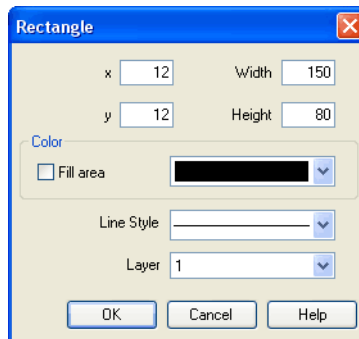 Rectangle
x 12 Width 150
y 12 Height 80
Color
Fill area
Line Style
Layer 1
OK Cancel Help